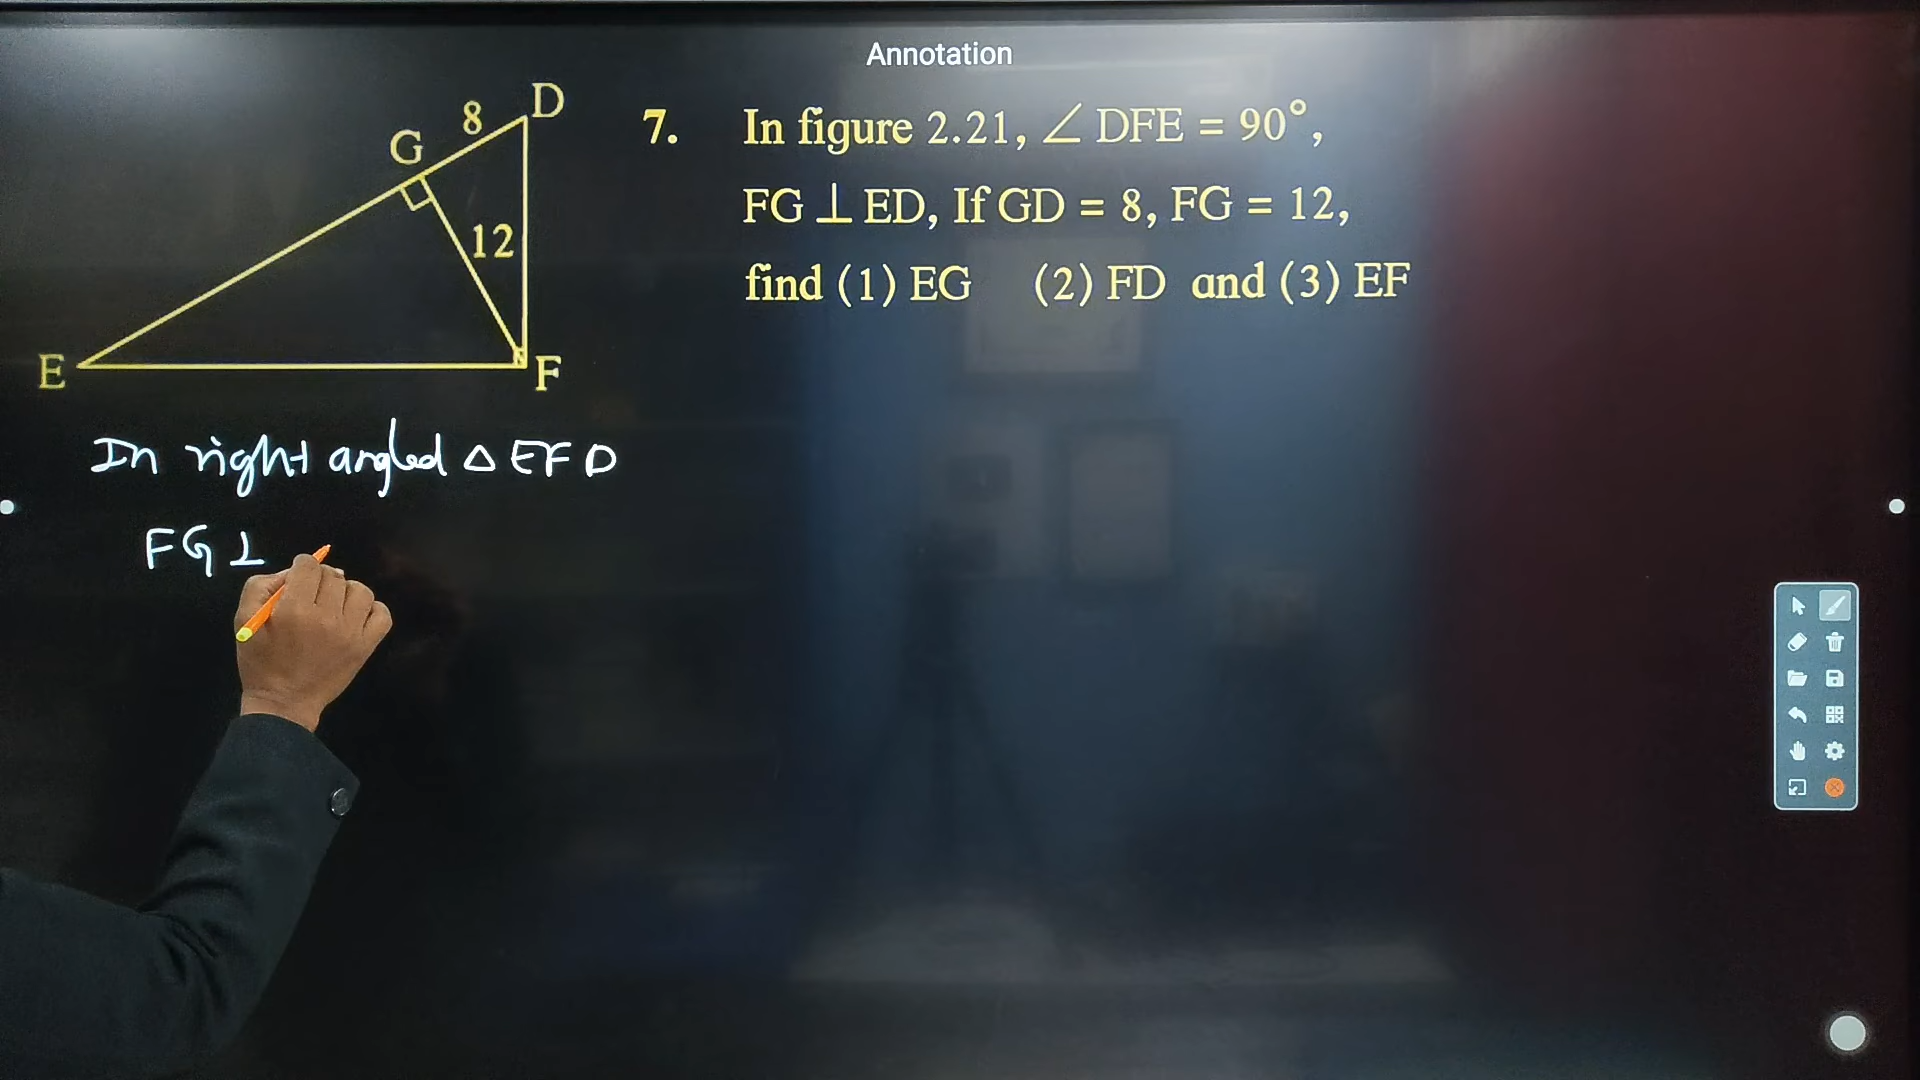 Annotation
8
D
G
12
E
F
7. In figure 2.21, ∠ DFE = 90°,
FG ⊥ ED, If GD = 8, FG = 12,
find (1) EG (2) FD and (3) EF
In right angled △ EFD
FG ⊥